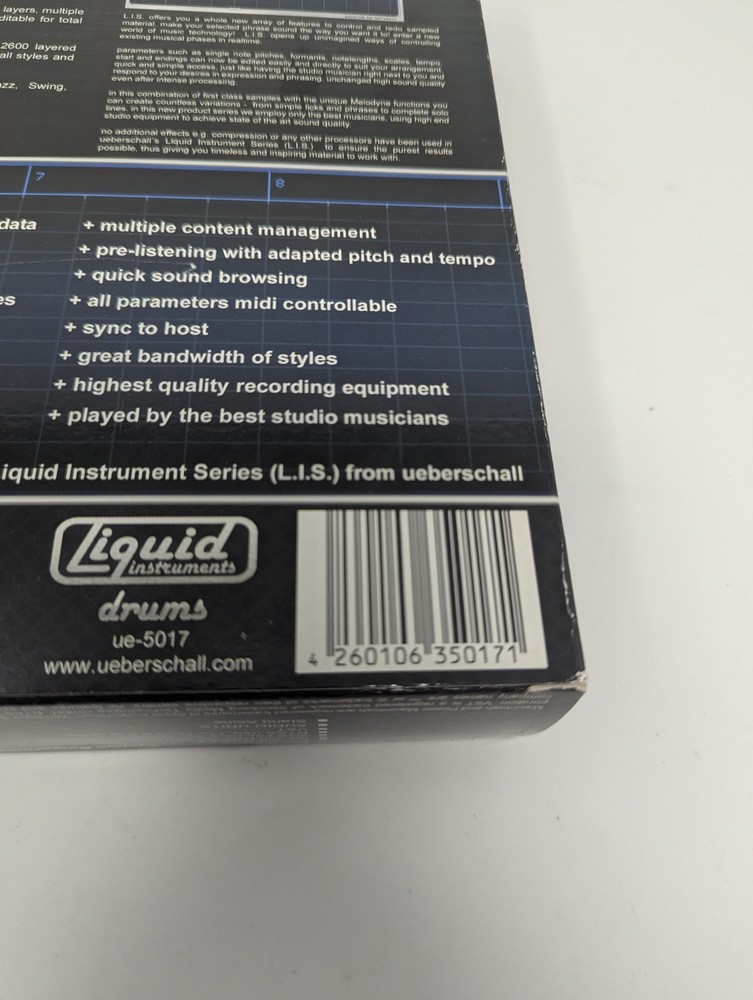 layers, multiple
ditable for total
2600 layered
all styles and
zz, Swing,
L.I.S. offers you a whole new array of features to control and redo sampled
material. make your selected phrase sound the way you want it to! enter a new
world of music technology! L.I.S. opens up unimagined ways of controlling
existing musical phases in realtime.
parameters such as single note pitches, formants, notelengths, scales, tempo,
start and endings can now be edited easily and directly to suit your arrangement.
quick and simple access, just like having the studio musician right next to you and
respond to your desires in expression and phrasing. unchanged high sound quality
even after intense processing.
in this combination of first class samples with the unique Melodyne functions you
can create countless variations - from simple licks and phrases to complete solo
lines. in this new product series we employ only the best musicians, using high end
studio equipment to achieve state of the art sound quality.
no additional effects e.g. compression or any other processors have been used in
ueberschall's Liquid Instrument Series (L.I.S.) to ensure the purest results
possible, thus giving you timeless and inspiring material to work with.
7 8
data + multiple content management
+ pre-listening with adapted pitch and tempo
+ quick sound browsing
es + all parameters midi controllable
+ sync to host
+ great bandwidth of styles
+ highest quality recording equipment
+ played by the best studio musicians
iquid Instrument Series (L.I.S.) from ueberschall
Liquid
instruments
drums
ue-5017
www.ueberschall.com
4 260106 350171